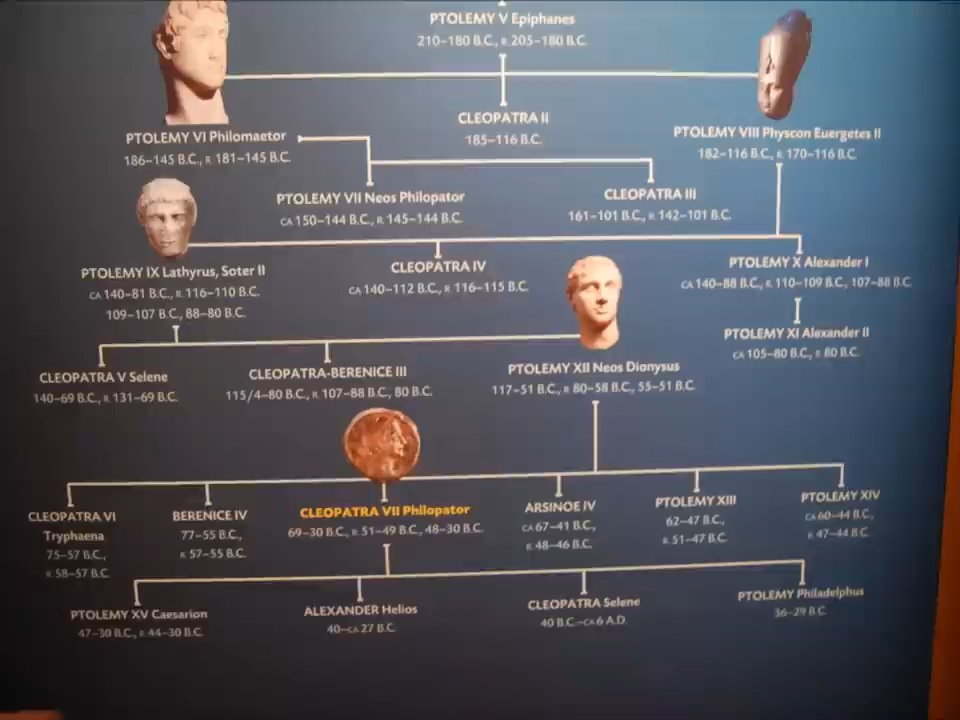 PTOLEMY V Epiphanes
210–180 B.C., R. 205–180 B.C.
CLEOPATRA II
185–116 B.C.
PTOLEMY VI Philomaetor
186–145 B.C., R. 181–145 B.C.
PTOLEMY VIII Physcon Euergetes II
182–116 B.C., R. 170–116 B.C.
PTOLEMY VII Neos Philopator
CA 150–144 B.C., R. 145–144 B.C.
CLEOPATRA III
161–101 B.C., R. 142–101 B.C.
PTOLEMY IX Lathyrus, Soter II
CA 140–81 B.C., R. 116–110 B.C.
109–107 B.C., 88–80 B.C.
CLEOPATRA IV
CA 140–112 B.C., R. 116–115 B.C.
PTOLEMY X Alexander I
CA 140–88 B.C., R. 110–109 B.C., 107–88 B.C.
PTOLEMY XI Alexander II
CA 105–80 B.C., R. 80 B.C.
CLEOPATRA V Selene
140–69 B.C., R. 131–69 B.C.
CLEOPATRA-BERENICE III
115/4–80 B.C., R. 107–88 B.C., 80 B.C.
PTOLEMY XII Neos Dionysus
117–51 B.C., R. 80–58 B.C., 55–51 B.C.
CLEOPATRA VI
Tryphaena
75–57 B.C.,
R. 58–57 B.C.
BERENICE IV
77–55 B.C.,
R. 57–55 B.C.
CLEOPATRA VII Philopator
69–30 B.C., R. 51–49 B.C., 48–30 B.C.
ARSINOE IV
CA 67–41 B.C.,
R. 48–46 B.C.
PTOLEMY XIII
62–47 B.C.,
R. 51–47 B.C.
PTOLEMY XIV
CA 60–44 B.C.,
R. 47–44 B.C.
PTOLEMY XV Caesarion
47–30 B.C., R. 44–30 B.C.
ALEXANDER Helios
40–CA 27 B.C.
CLEOPATRA Selene
40 B.C.–CA 6 A.D.
PTOLEMY Philadelphus
36–29 B.C.